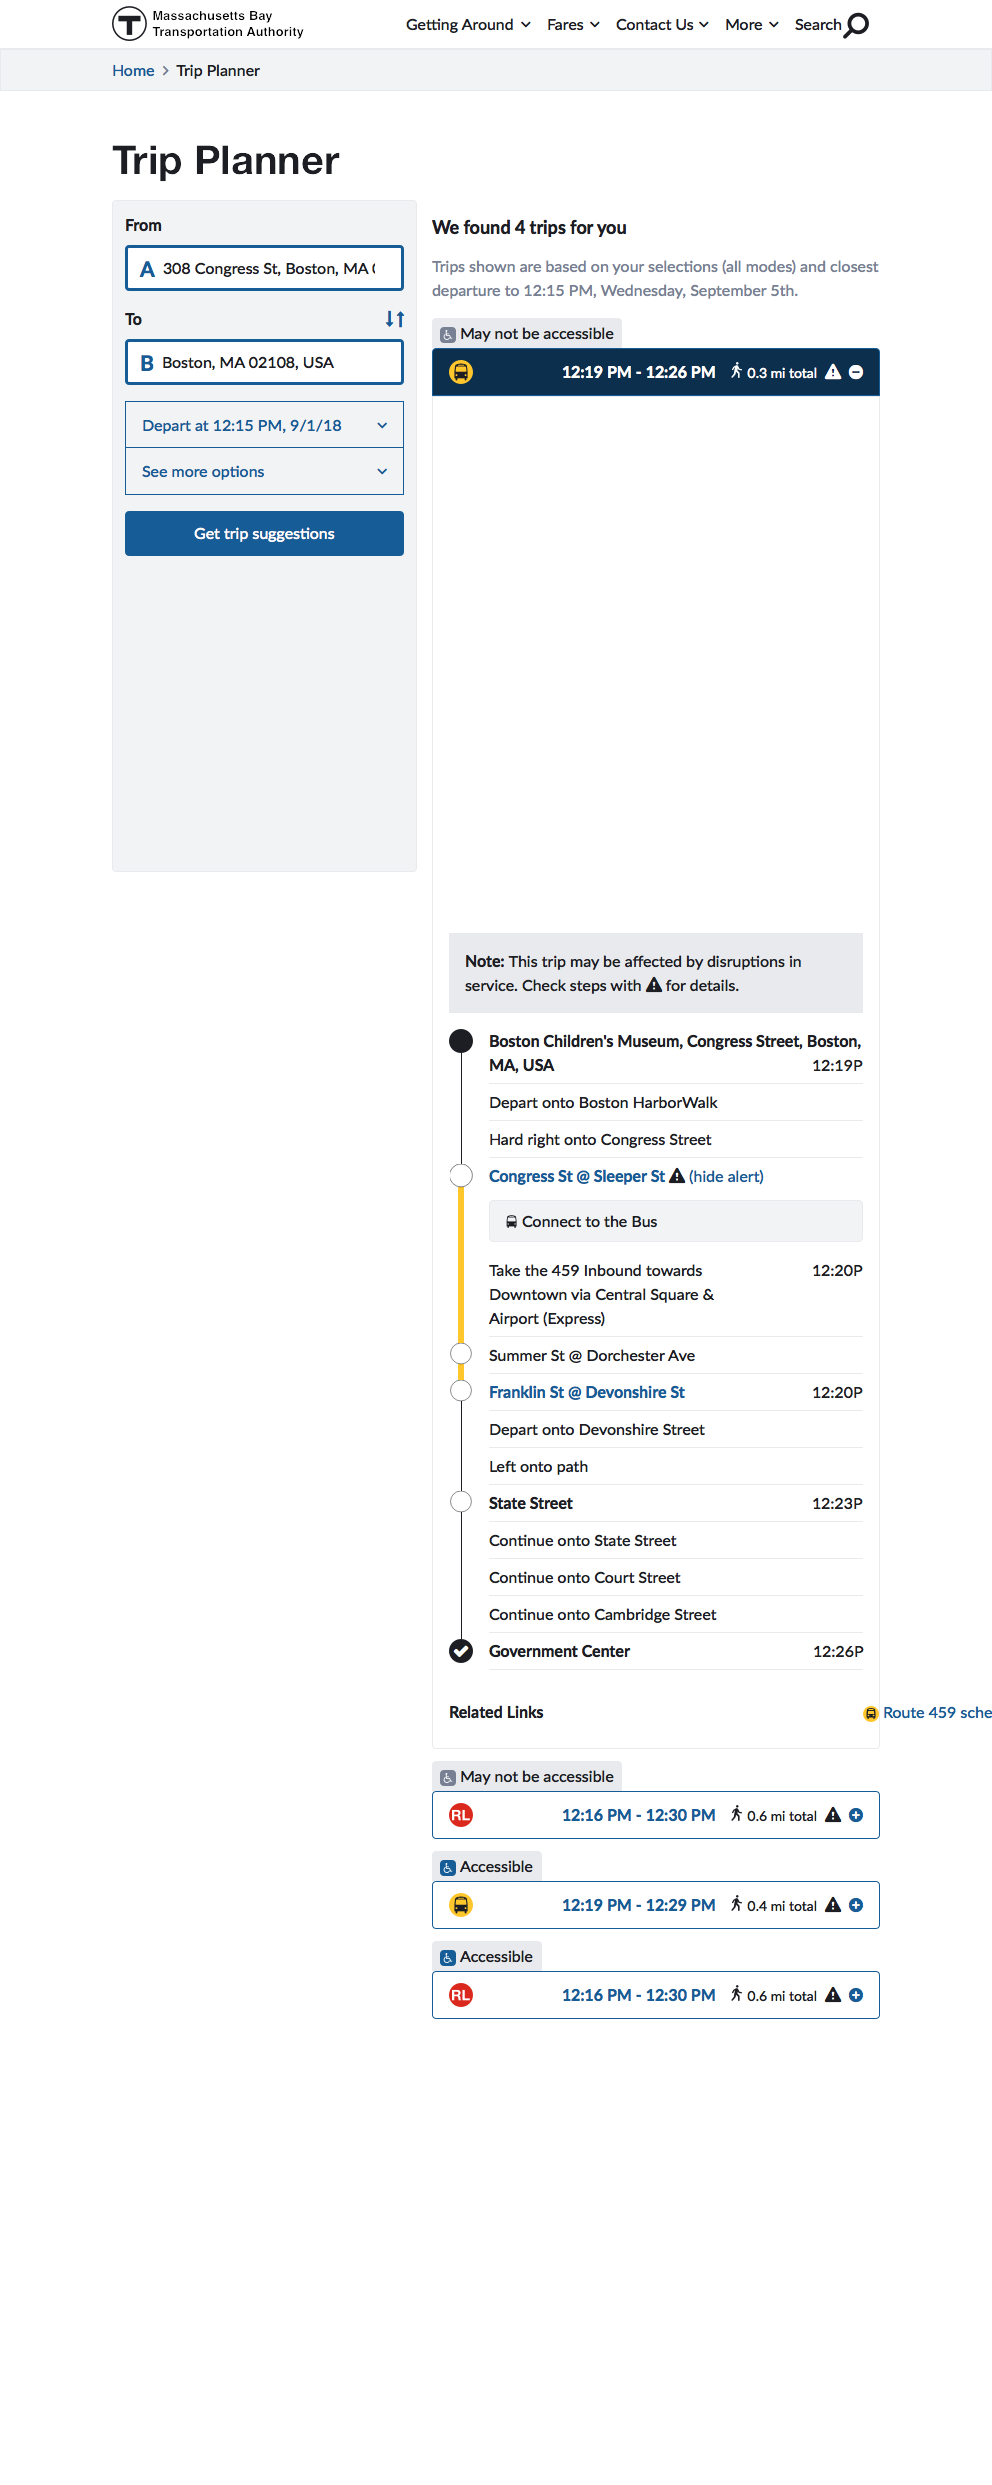 Massachusetts Bay
Transportation Authority
Getting Around Fares Contact Us More Search
Home > Trip Planner
Trip Planner
From
A 308 Congress St, Boston, MA
To
B Boston, MA 02108, USA
Depart at 12:15 PM, 9/1/18
See more options
Get trip suggestions
We found 4 trips for you
Trips shown are based on your selections (all modes) and closest
departure to 12:15 PM, Wednesday, September 5th.
May not be accessible
12:19 PM - 12:26 PM 0.3 mi total
Note: This trip may be affected by disruptions in
service. Check steps with for details.
Boston Children's Museum, Congress Street, Boston,
MA, USA 12:19P
Depart onto Boston HarborWalk
Hard right onto Congress Street
Congress St @ Sleeper St (hide alert)
Connect to the Bus
Take the 459 Inbound towards 12:20P
Downtown via Central Square &
Airport (Express)
Summer St @ Dorchester Ave
Franklin St @ Devonshire St 12:20P
Depart onto Devonshire Street
Left onto path
State Street 12:23P
Continue onto State Street
Continue onto Court Street
Continue onto Cambridge Street
Government Center 12:26P
Related Links Route 459 sche
May not be accessible
RL 12:16 PM - 12:30 PM 0.6 mi total
Accessible
12:19 PM - 12:29 PM 0.4 mi total
Accessible
RL 12:16 PM - 12:30 PM 0.6 mi total